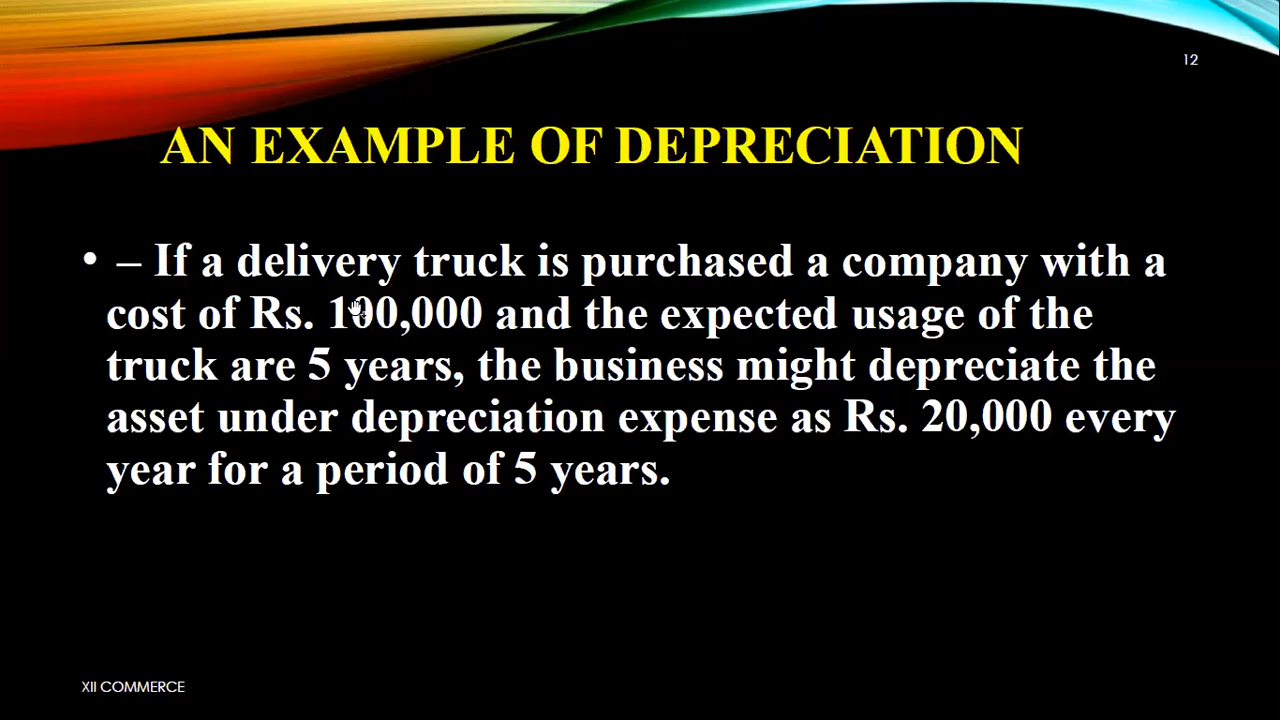 12
AN EXAMPLE OF DEPRECIATION
• – If a delivery truck is purchased a company with a
cost of Rs. 100,000 and the expected usage of the
truck are 5 years, the business might depreciate the
asset under depreciation expense as Rs. 20,000 every
year for a period of 5 years.
XII COMMERCE